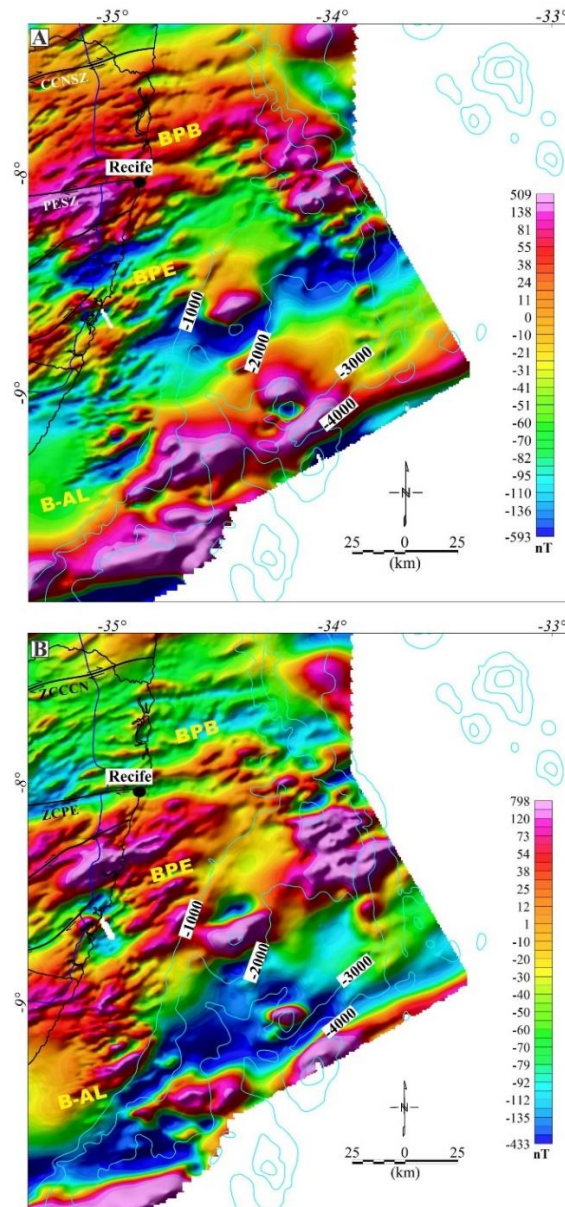 A
-35° -34° -33°
CCNSZ
BPB
Recife
-8°
PESZ
BPE
-1000
-2000
-3000
-9°
-4000
B-AL
N
25 0 25
(km)
509
138
81
55
38
24
11
0
-10
-21
-31
-40
-50
-60
-70
-82
-95
-110
-136
-593
nT
B
-35° -34° -33°
ZCCCN
BPB
Recife
-8°
ZCPE
BPE
-1000
-2000
-3000
-9°
-4000
B-AL
N
25 0 25
(km)
798
120
73
54
38
24
12
1
-10
-20
-30
-40
-50
-60
-70
-79
-92
-112
-135
-433
nT